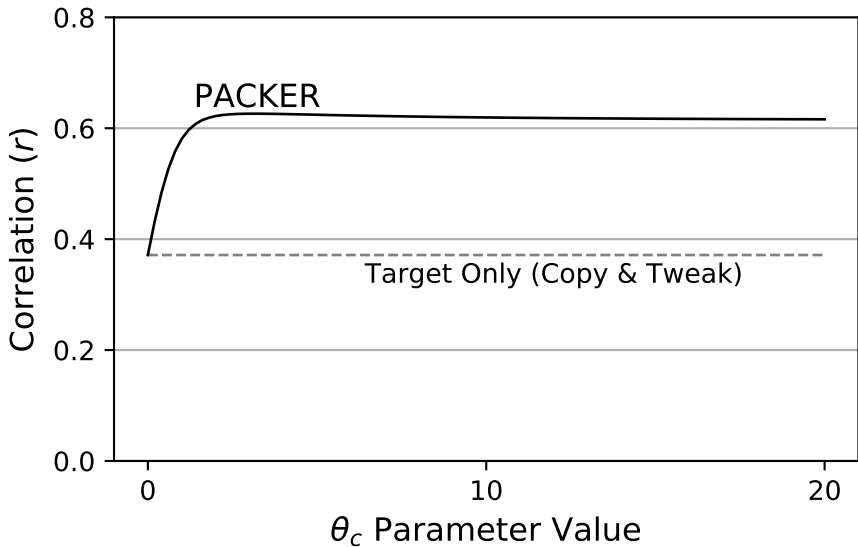 0.8
PACKER
0.6
Correlation (r)
0.4
Target Only (Copy & Tweak)
0.2
0.0
0
10
20
θc Parameter Value